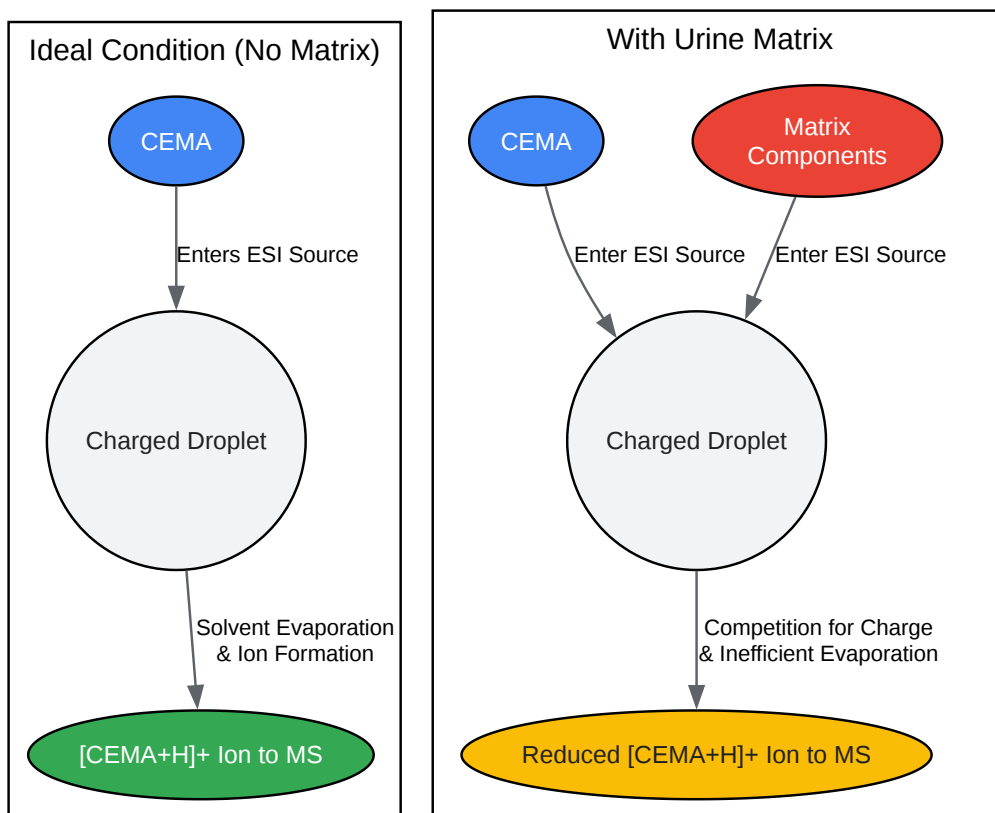 Ideal Condition (No Matrix)
CEMA
Enters ESI Source
Charged Droplet
Solvent Evaporation
& Ion Formation
[CEMA+H]+ Ion to MS
With Urine Matrix
CEMA
Matrix
Components
Enter ESI Source
Enter ESI Source
Charged Droplet
Competition for Charge
& Inefficient Evaporation
Reduced [CEMA+H]+ Ion to MS